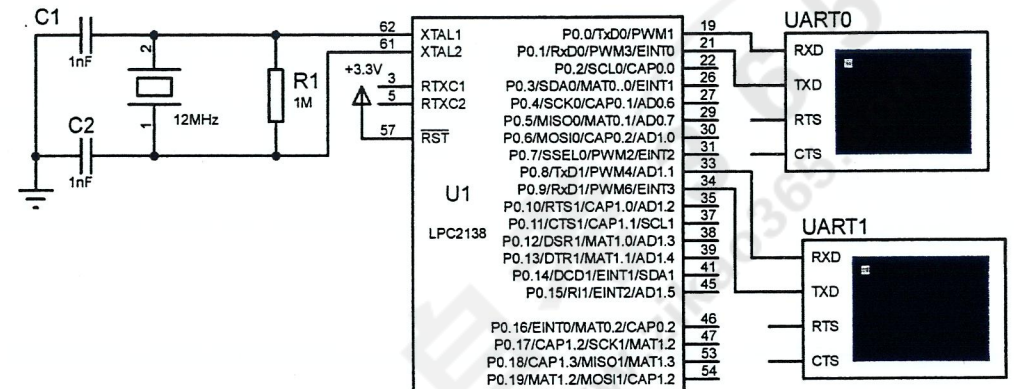 C1
1nF
2
1
12MHz
R1
1M
C2
1nF
+3.3V
62 XTAL1
61 XTAL2
3 RTXC1
5 RTXC2
57 RST
U1
LPC2138
P0.0/TxD0/PWM1 19
P0.1/RxD0/PWM3/EINT0 21
P0.2/SCL0/CAP0.0 22
P0.3/SDA0/MAT0..0/EINT1 26
P0.4/SCK0/CAP0.1/AD0.6 27
P0.5/MISO0/MAT0.1/AD0.7 29
P0.6/MOSI0/CAP0.2/AD1.0 30
P0.7/SSEL0/PWM2/EINT2 31
P0.8/TxD1/PWM4/AD1.1 33
P0.9/RxD1/PWM6/EINT3 34
P0.10/RTS1/CAP1.0/AD1.2 35
P0.11/CTS1/CAP1.1/SCL1 37
P0.12/DSR1/MAT1.0/AD1.3 38
P0.13/DTR1/MAT1.1/AD1.4 39
P0.14/DCD1/EINT1/SDA1 41
P0.15/RI1/EINT2/AD1.5 45
P0.16/EINT0/MAT0.2/CAP0.2 46
P0.17/CAP1.2/SCK1/MAT1.2 47
P0.18/CAP1.3/MISO1/MAT1.3 53
P0.19/MAT1.2/MOSI1/CAP1.2 54
UART0
RXD
TXD
RTS
CTS
UART1
RXD
TXD
RTS
CTS